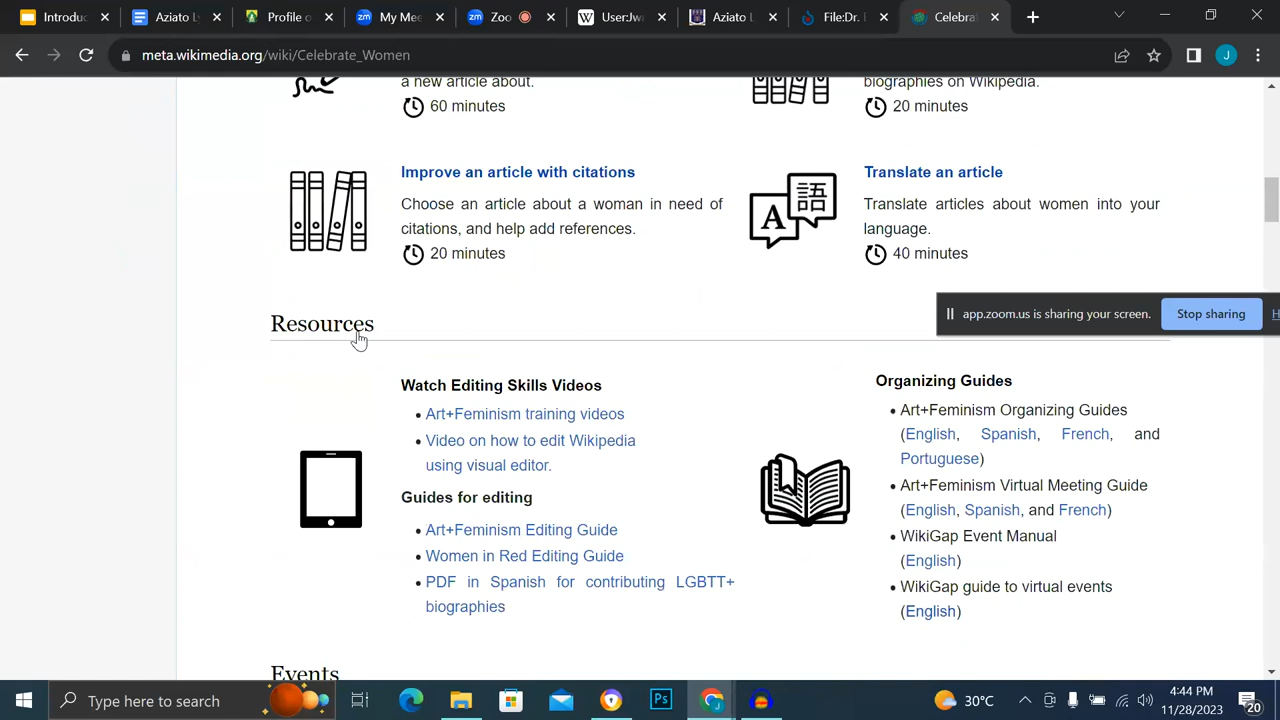 Introduc
Aziato Ly
Profile o
My Mee
Zoo
User:Jw
Aziato L
File:Dr. E
Celebra
meta.wikimedia.org/wiki/Celebrate_Women
J
a new article about.
60 minutes
biographies on Wikipedia.
20 minutes
Improve an article with citations
Choose an article about a woman in need of
citations, and help add references.
20 minutes
A 語
Translate an article
Translate articles about women into your
language.
40 minutes
Resources
app.zoom.us is sharing your screen.
Stop sharing
H
Watch Editing Skills Videos
Art+Feminism training videos
Video on how to edit Wikipedia
using visual editor.
Guides for editing
Art+Feminism Editing Guide
Women in Red Editing Guide
PDF in Spanish for contributing LGBTT+
biographies
Organizing Guides
Art+Feminism Organizing Guides
(English, Spanish, French, and
Portuguese)
Art+Feminism Virtual Meeting Guide
(English, Spanish, and French)
WikiGap Event Manual
(English)
WikiGap guide to virtual events
(English)
Events
Type here to search
Ps
30°C
4:44 PM
11/28/2023
20